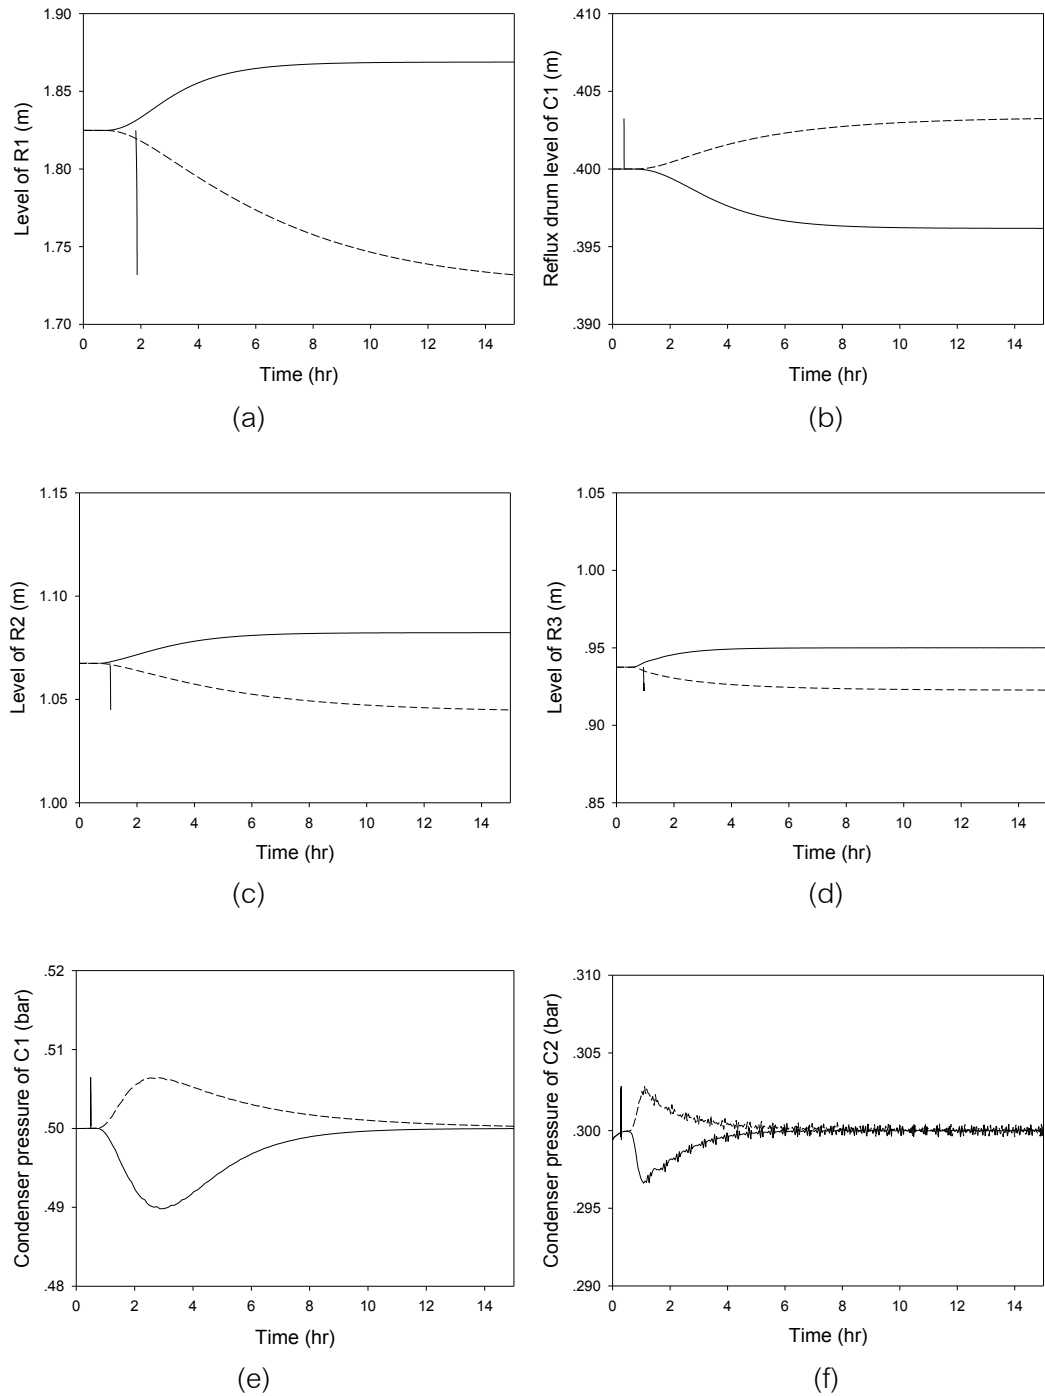 Level of R1 (m)
1.90
1.85
1.80
1.75
1.70
0 2 4 6 8 10 12 14
Time (hr)
(a)
Reflux drum level of C1 (m)
.410
.405
.400
.395
.390
0 2 4 6 8 10 12 14
Time (hr)
(b)
Level of R2 (m)
1.15
1.10
1.05
1.00
0 2 4 6 8 10 12 14
Time (hr)
(c)
Level of R3 (m)
1.05
1.00
.95
.90
.85
0 2 4 6 8 10 12 14
Time (hr)
(d)
Condenser pressure of C1 (bar)
.52
.51
.50
.49
.48
0 2 4 6 8 10 12 14
Time (hr)
(e)
Condenser pressure of C2 (bar)
.310
.305
.300
.295
.290
0 2 4 6 8 10 12 14
Time (hr)
(f)